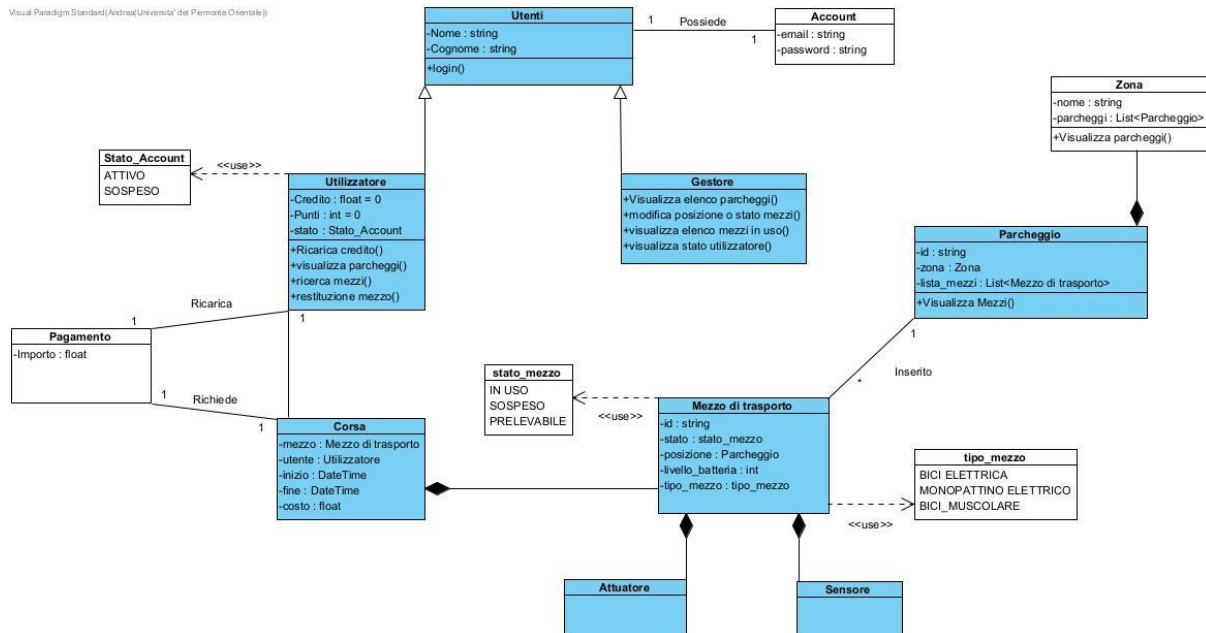 Visual Paradigm Standard(Andrea(Universita' del Piemonte Orientale))
Utenti
-Nome : string
-Cognome : string
+login()
1
Possiede
1
Account
-email : string
-password : string
Zona
-nome : string
-parcheggi : List<Parcheggio>
+Visualizza parcheggi()
Stato_Account
ATTIVO
SOSPESO
<<use>>
Utilizzatore
-Credito : float = 0
-Punti : int = 0
-stato : Stato_Account
+Ricarica credito()
+visualizza parcheggi()
+ricerca mezzi()
+restituzione mezzo()
Gestore
+Visualizza elenco parcheggi()
+modifica posizione o stato mezzi()
+visualizza elenco mezzi in uso()
+visualizza stato utilizzatore()
Parcheggio
-id : string
-zona : Zona
-lista_mezzi : List<Mezzo di trasporto>
+Visualizza Mezzi()
Ricarica
1
1
Pagamento
-Importo : float
1
Richiede
1
1
Inserito
*
stato_mezzo
IN USO
SOSPESO
PRELEVABILE
<<use>>
Mezzo di trasporto
-id : string
-stato : stato_mezzo
-posizione : Parcheggio
-livello_batteria : int
-tipo_mezzo : tipo_mezzo
Corsa
-mezzo : Mezzo di trasporto
-utente : Utilizzatore
-inizio : DateTime
-fine : DateTime
-costo : float
tipo_mezzo
BICI ELETTRICA
MONOPATTINO ELETTRICO
BICI_MUSCOLARE
<<use>>
Attuatore
Sensore